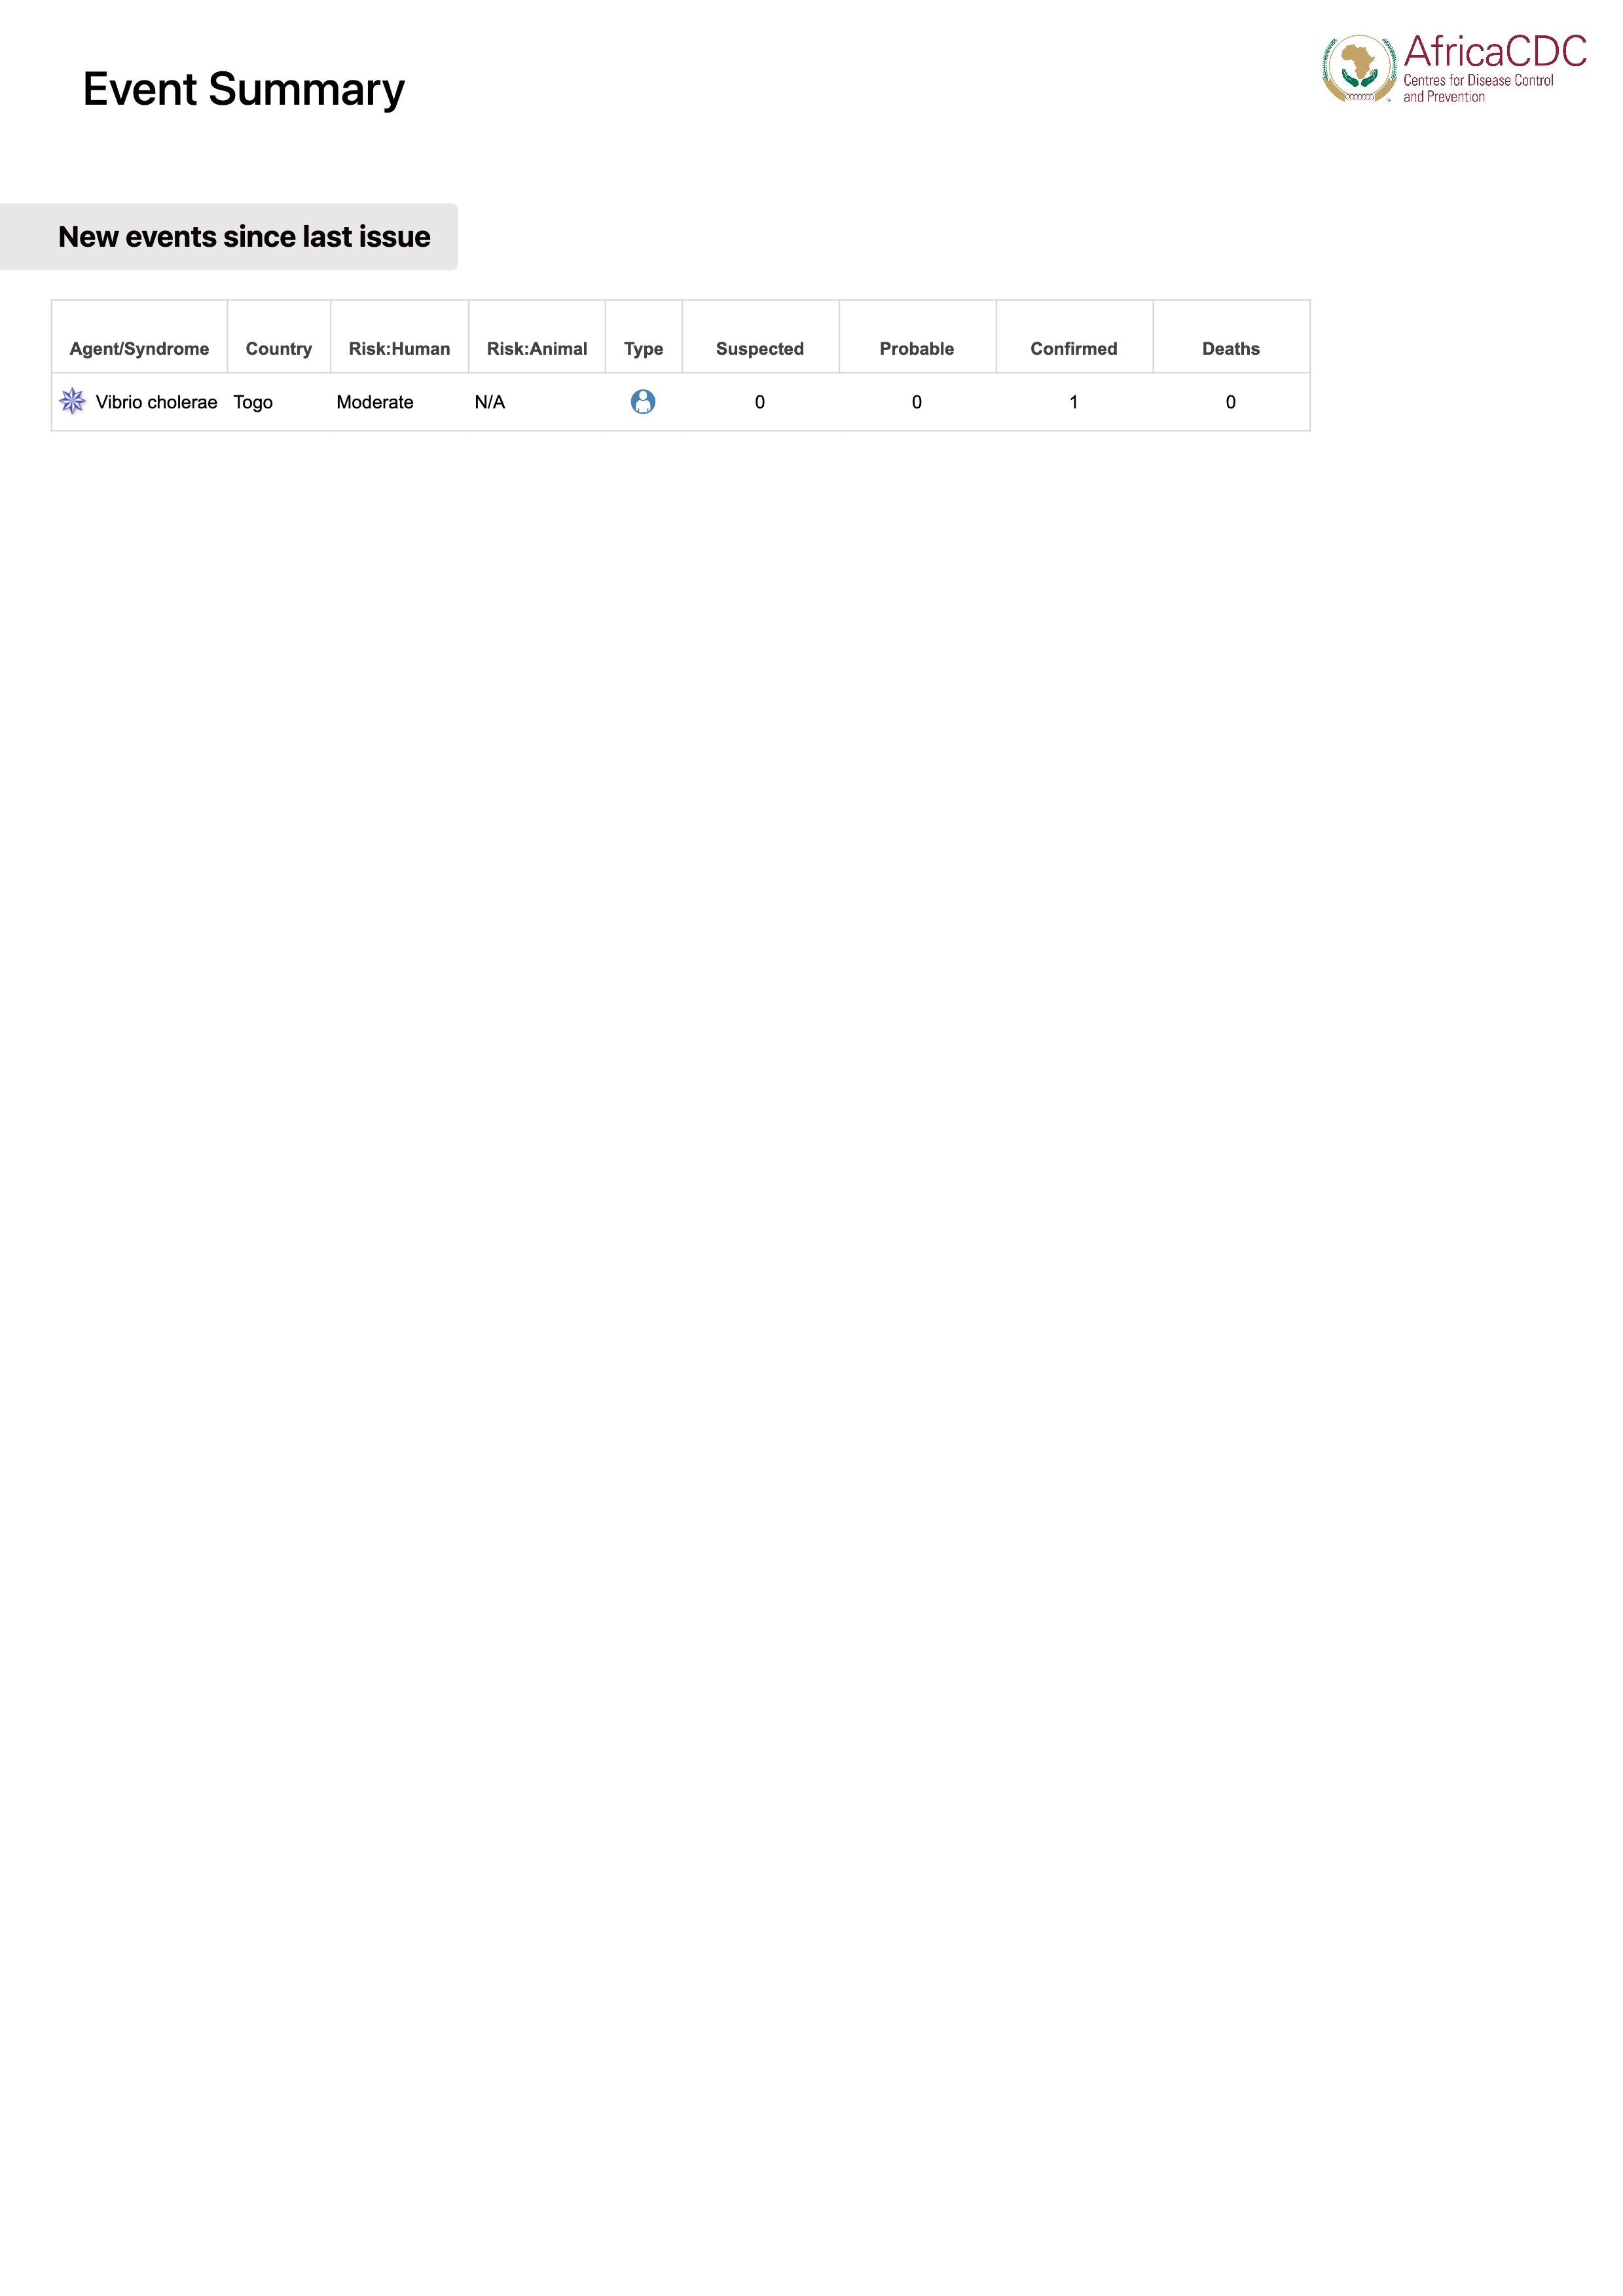 Event Summary
AfricaCDC
Centres for Disease Control
and Prevention
New events since last issue
Agent/Syndrome Country Risk:Human Risk:Animal Type Suspected Probable Confirmed Deaths
Vibrio cholerae Togo Moderate N/A 0 0 1 0